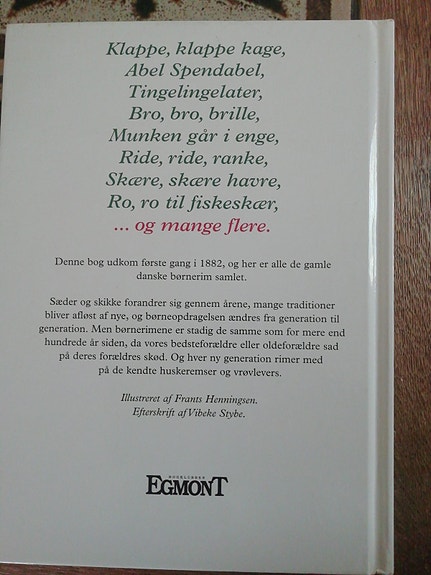 Klappe, klappe kage,
Abel Spendabel,
Tingelingelater,
Bro, bro, brille,
Munken går i enge,
Ride, ride, ranke,
Skære, skære havre,
Ro, ro til fiskeskær,
... og mange flere.
Denne bog udkom første gang i 1882, og her er alle de gamle
danske børnerim samlet.
Sæder og skikke forandrer sig gennem årene, mange traditioner
bliver afløst af nye, og børneopdragelsen ændres fra generation til
generation. Men børnerimene er stadig de samme som for mere end
hundrede år siden, da vores bedsteforældre eller oldeforældre sad
på deres forældres skød. Og hver ny generation rimer med
på de kendte huskeremser og vrøvlevers.
Illustreret af Frants Henningsen.
Efterskrift af Vibeke Stybe.
BOGKLUBBEN
EGMONT